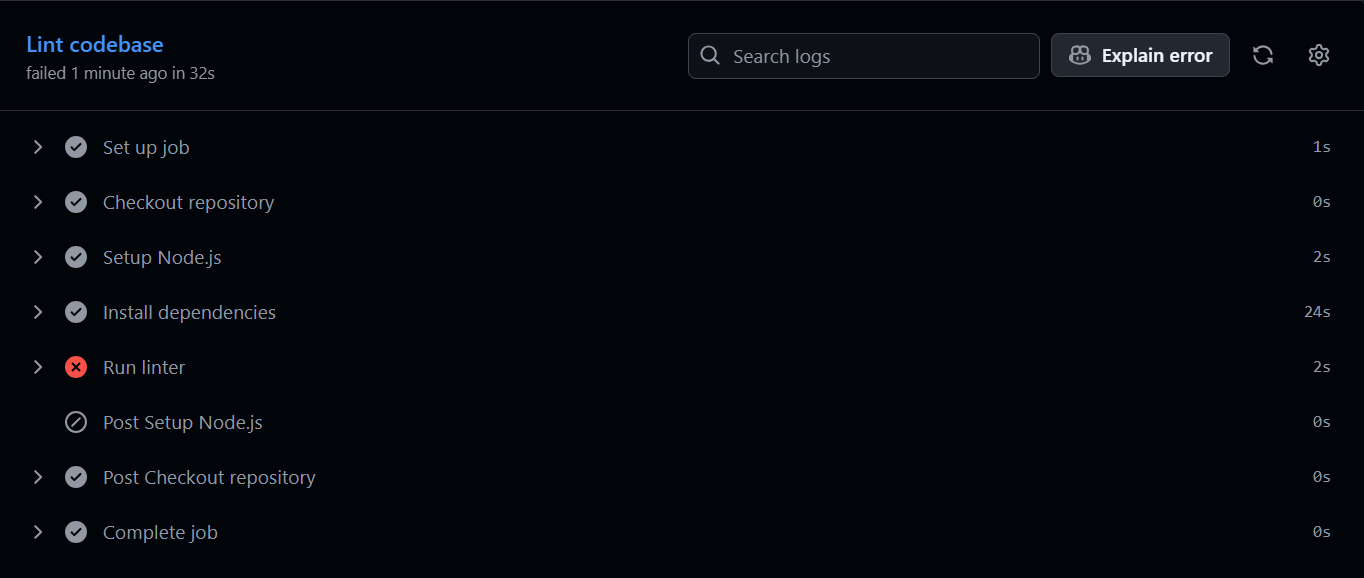 Lint codebase
failed 1 minute ago in 32s
Search logs
Explain error
Set up job 1s
Checkout repository 0s
Setup Node.js 2s
Install dependencies 24s
Run linter 2s
Post Setup Node.js 0s
Post Checkout repository 0s
Complete job 0s